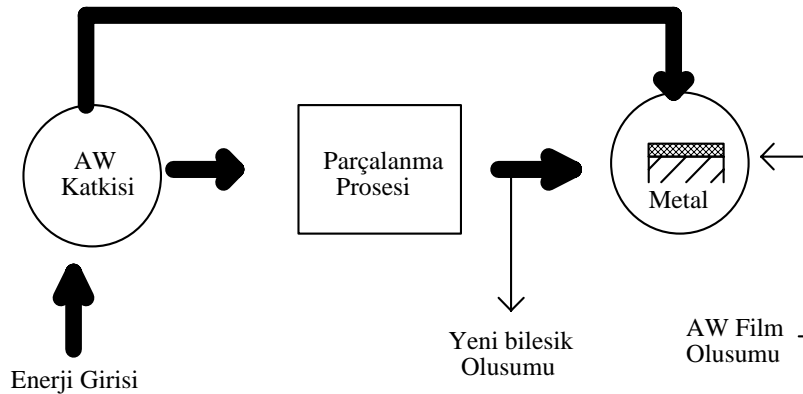 AW
Katkisi
Parçalanma
Prosesi
Metal
Yeni bilesik
Olusumu
AW Film
Olusumu
Enerji Girisi